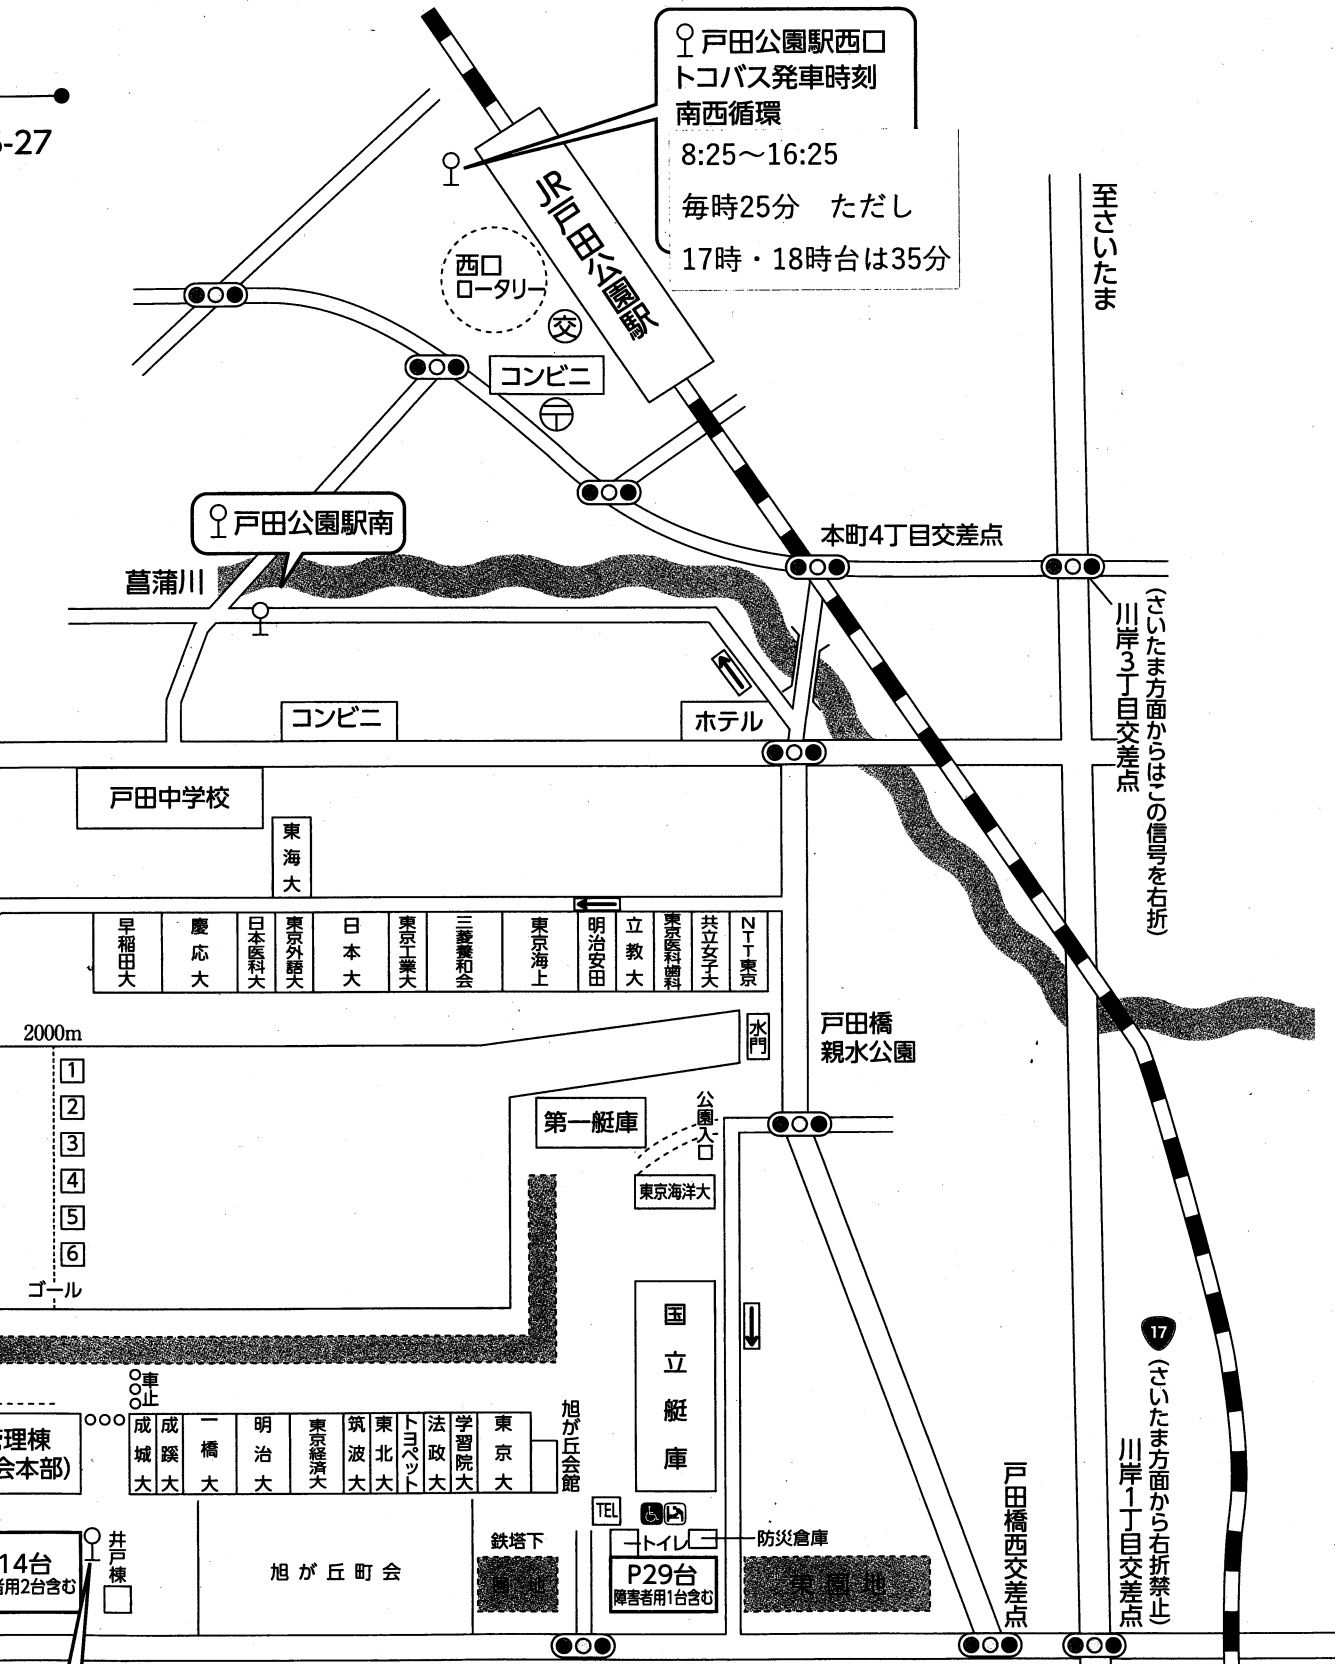 5-27
戸田公園駅西口
トコバス発車時刻
南西循環
8:25～16:25
毎時25分　ただし
17時・18時台は35分
JR戸田公園駅
至さいたま
西口
ロータリー
交
コンビニ
戸田公園駅南
菖蒲川
本町4丁目交差点
川岸3丁目交差点
(さいたま方面からはこの信号を右折)
コンビニ
ホテル
戸田中学校
東海大
早稲田大
慶応大
日本医科大
東京外語大
日本大
東京工業大
三菱養和会
東京海上
明治安田
立教大
東京医科歯科
共立女子大
NTT東京
2000m
1
2
3
4
5
6
ゴール
水門
戸田橋
親水公園
第一艇庫
公園入口
東京海洋大
国立艇庫
17
(さいたま方面から右折禁止)
川岸1丁目交差点
戸田橋西交差点
車止
管理棟
会本部)
成城大
成蹊大
一橋大
明治大
東京経済大
筑波大
東北大
トヨペット
法政大
学習院大
東京大
旭が丘会館
TEL
トイレ
防災倉庫
井戸棟
14台
者用2台含む
旭が丘町会
鉄塔下
園地
P29台
障害者用1台含む
東園地